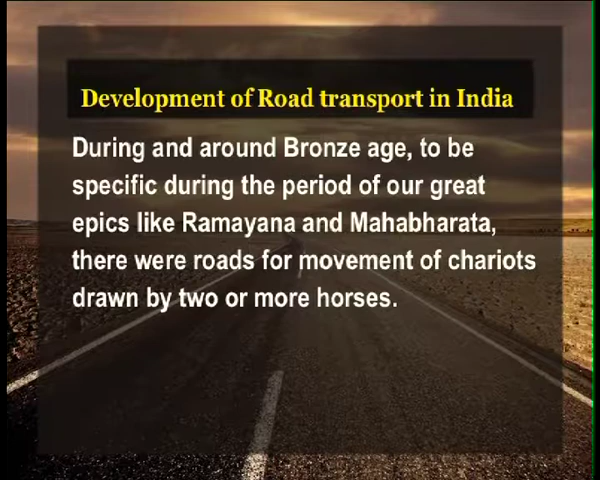 Development of Road transport in India
During and around Bronze age, to be
specific during the period of our great
epics like Ramayana and Mahabharata,
there were roads for movement of chariots
drawn by two or more horses.